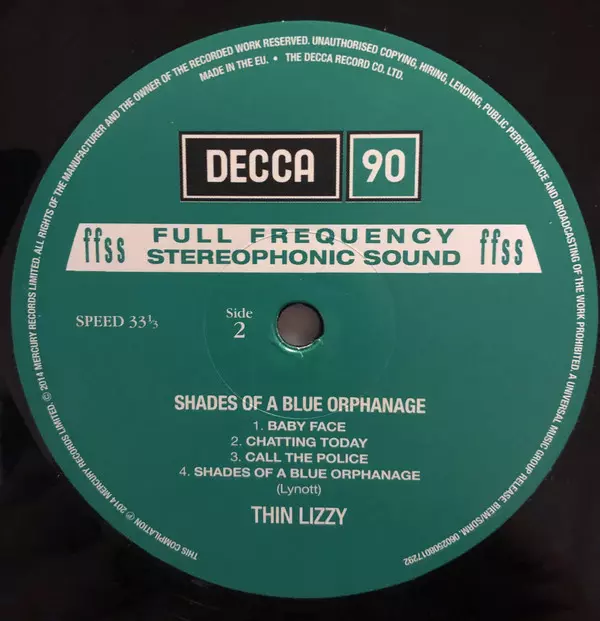 THIS COMPILATION ℗ 2014 MERCURY RECORDS LIMITED. © 2014 MERCURY RECORDS LIMITED. ALL RIGHTS OF THE MANUFACTURER AND THE OWNER OF THE RECORDED WORK RESERVED. UNAUTHORISED COPYING, HIRING, LENDING, PUBLIC PERFORMANCE AND BROADCASTING OF THE WORK PROHIBITED. A UNIVERSAL MUSIC GROUP RELEASE. BIEM/SDRM. 0602508017292
MADE IN THE EU. • THE DECCA RECORD CO. LTD.
DECCA 90
ffss FULL FREQUENCY ffss
STEREOPHONIC SOUND
SPEED 33⅓
Side
2
SHADES OF A BLUE ORPHANAGE
1. BABY FACE
2. CHATTING TODAY
3. CALL THE POLICE
4. SHADES OF A BLUE ORPHANAGE
(Lynott)
THIN LIZZY